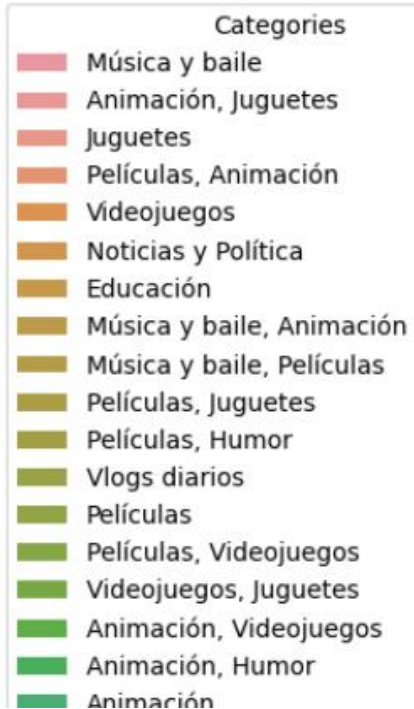 Categories
Música y baile
Animación, Juguetes
Juguetes
Películas, Animación
Videojuegos
Noticias y Política
Educación
Música y baile, Animación
Música y baile, Películas
Películas, Juguetes
Películas, Humor
Vlogs diarios
Películas
Películas, Videojuegos
Videojuegos, Juguetes
Animación, Videojuegos
Animación, Humor
Animación